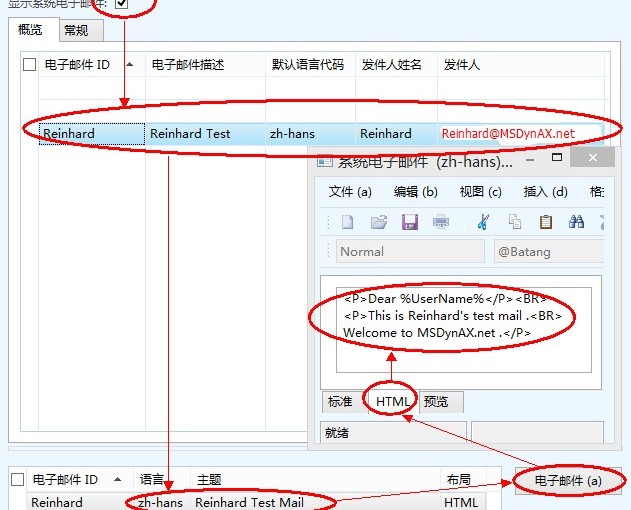 显示系统电子邮件:
概览 常规
电子邮件 ID 电子邮件描述 默认语言代码 发件人姓名 发件人
Reinhard Reinhard Test zh-hans Reinhard Reinhard@MSDynAX.net
系统电子邮件 (zh-hans)...
文件 (a) 编辑 (b) 视图 (c) 插入 (d)
Normal @Batang
<P>Dear %UserName%</P><BR>
<P>This is Reinhard's test mail .<BR>
Welcome to MSDynAX.net .</P>
标准 HTML 预览
就绪
电子邮件 ID 语言 主题 布局
电子邮件 (a)
Reinhard zh-hans Reinhard Test Mail HTML